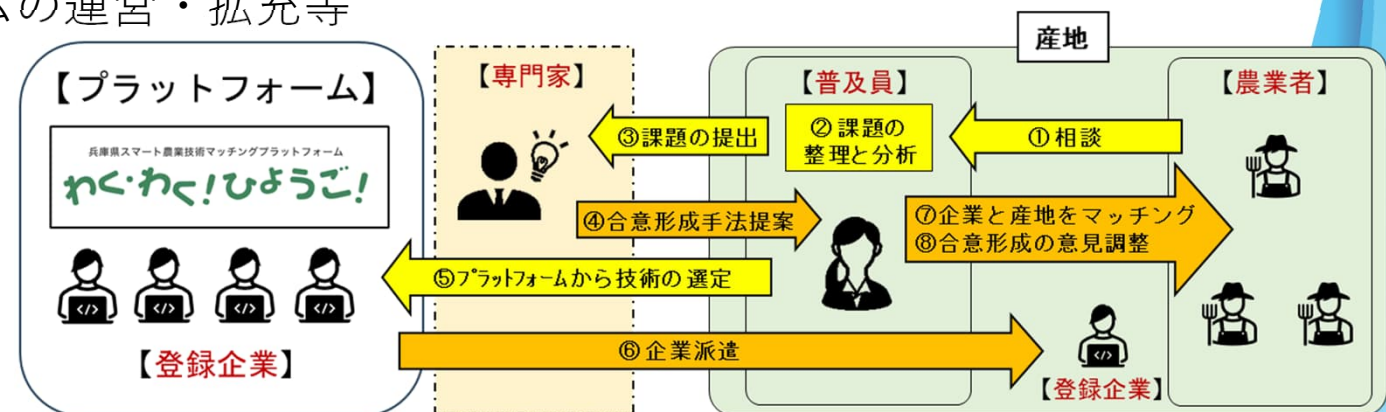 ムの運営・拡充等
産地
【プラットフォーム】
兵庫県スマート農業技術マッチングプラットフォーム
わく・わく！ひょうご！
【登録企業】
【専門家】
③課題の提出
④合意形成手法提案
⑤プラットフォームから技術の選定
⑥企業派遣
【普及員】
②課題の
整理と分析
①相談
⑦企業と産地をマッチング
⑧合意形成の意見調整
【農業者】
【登録企業】